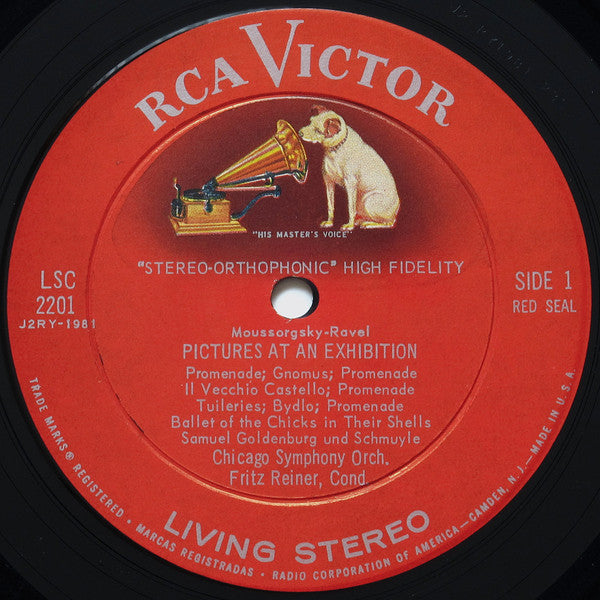 RCA VICTOR
"HIS MASTER'S VOICE"
"STEREO-ORTHOPHONIC" HIGH FIDELITY
LSC
2201
J2RY-1981
SIDE 1
RED SEAL
Moussorgsky-Ravel
PICTURES AT AN EXHIBITION
Promenade; Gnomus; Promenade
Il Vecchio Castello; Promenade
Tuileries; Bydlo; Promenade
Ballet of the Chicks in Their Shells
Samuel Goldenburg und Schmuyle
Chicago Symphony Orch.
Fritz Reiner, Cond.
LIVING STEREO
TRADE MARKS ® REGISTERED • MARCAS REGISTRADAS • RADIO CORPORATION OF AMERICA—CAMDEN, N. J.—MADE IN U.S.A.